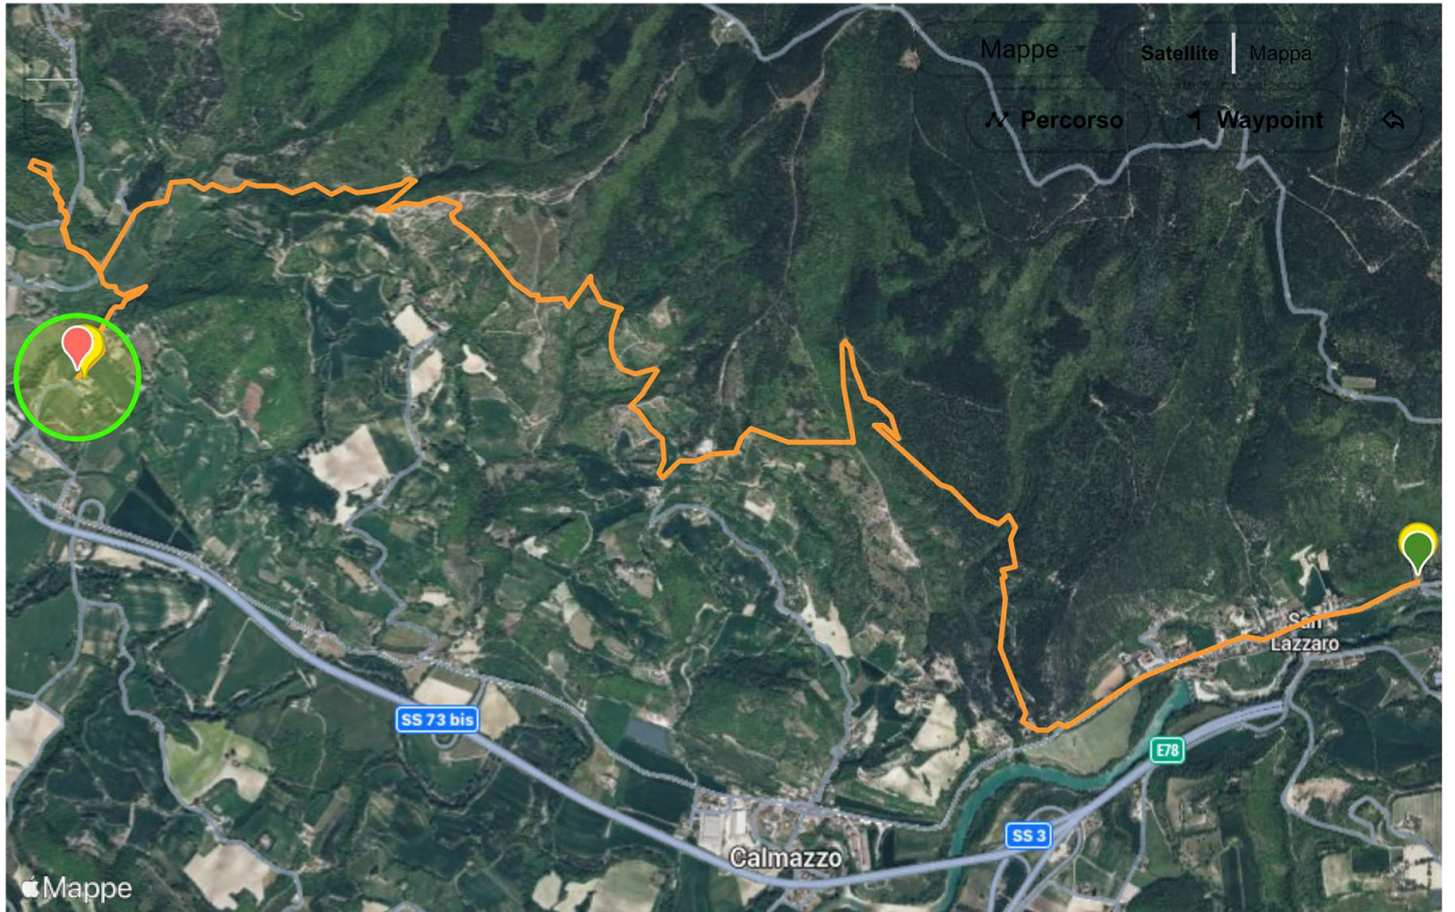 Mappe
Satellite Mappa
Percorso Waypoint
San
Lazzaro
SS 73 bis
E78
SS 3
Calmazzo
Mappe